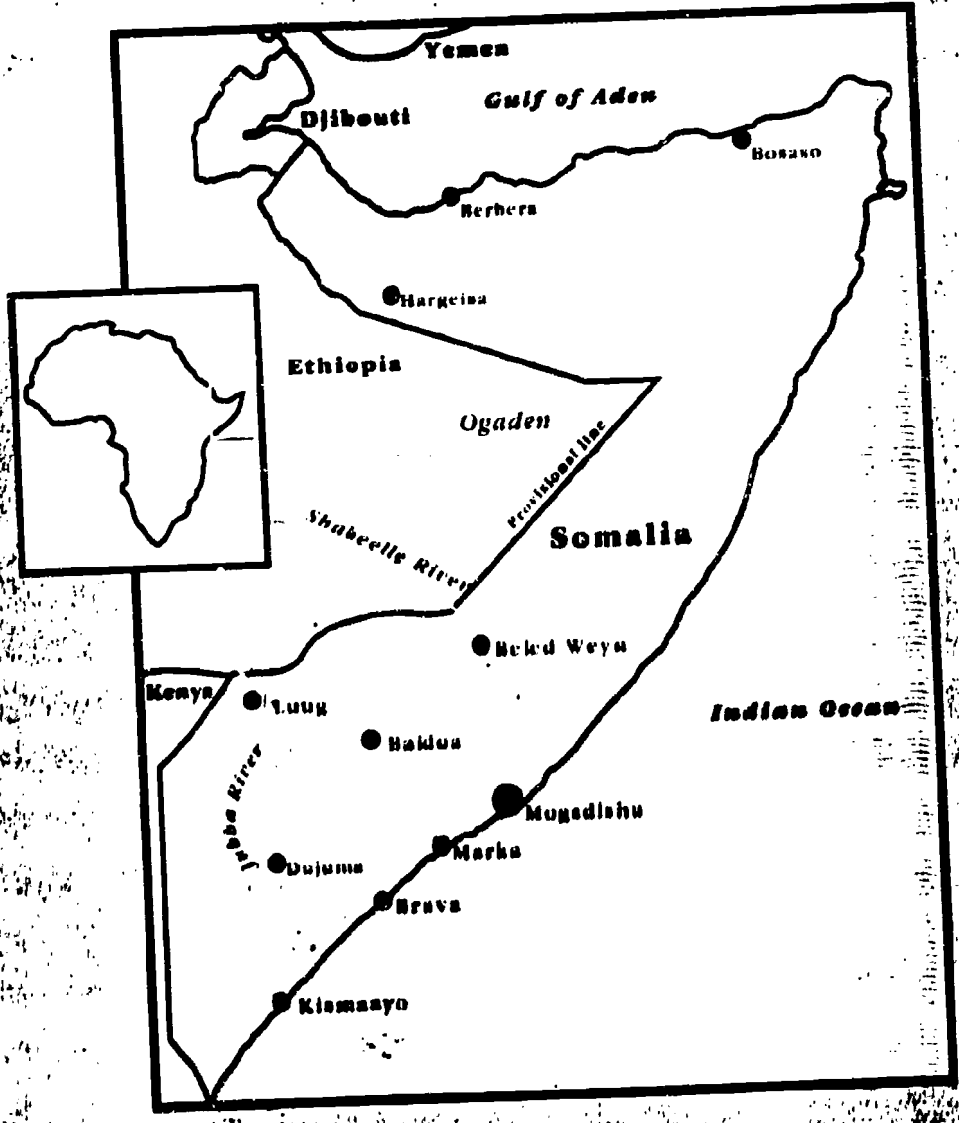 Yemen
Gulf of Aden
Djibouti
Bosaso
Berbera
Hargeisa
Ethiopia
Ogaden
Provisional line
Shabeelle River
Somalia
Beled Weyn
Kenya
Luug
Indian Ocean
Baidoa
Jubba River
Mogadishu
Marka
Dujuma
Brava
Kismaayo